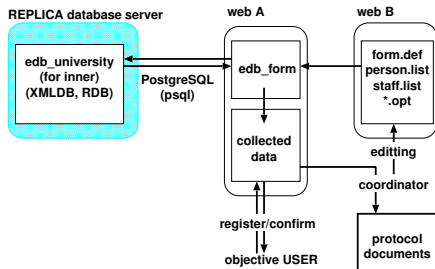 REPLICA database server
web A
web B
edb_university
(for inner)
(XMLDB, RDB)
PostgreSQL
(psql)
edb_form
form.def
person.list
staff.list
*.opt
collected
data
editting
coordinator
register/confirm
objective USER
protocol
documents